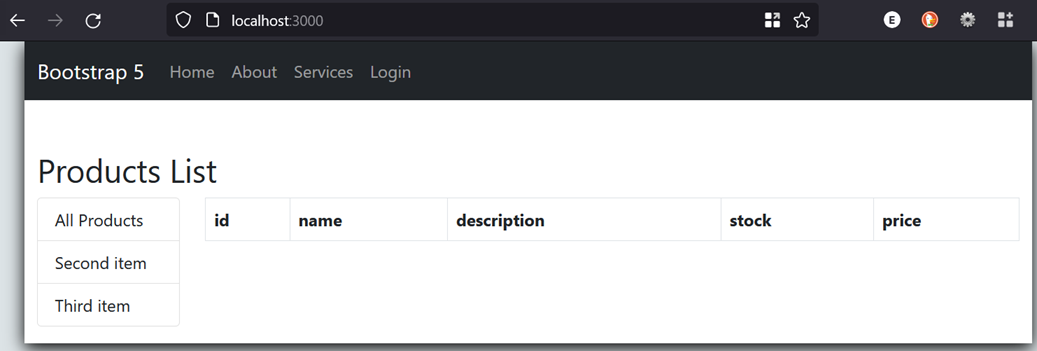 localhost:3000
E
Bootstrap 5 Home About Services Login
Products List
All Products
Second item
Third item
id name description stock price